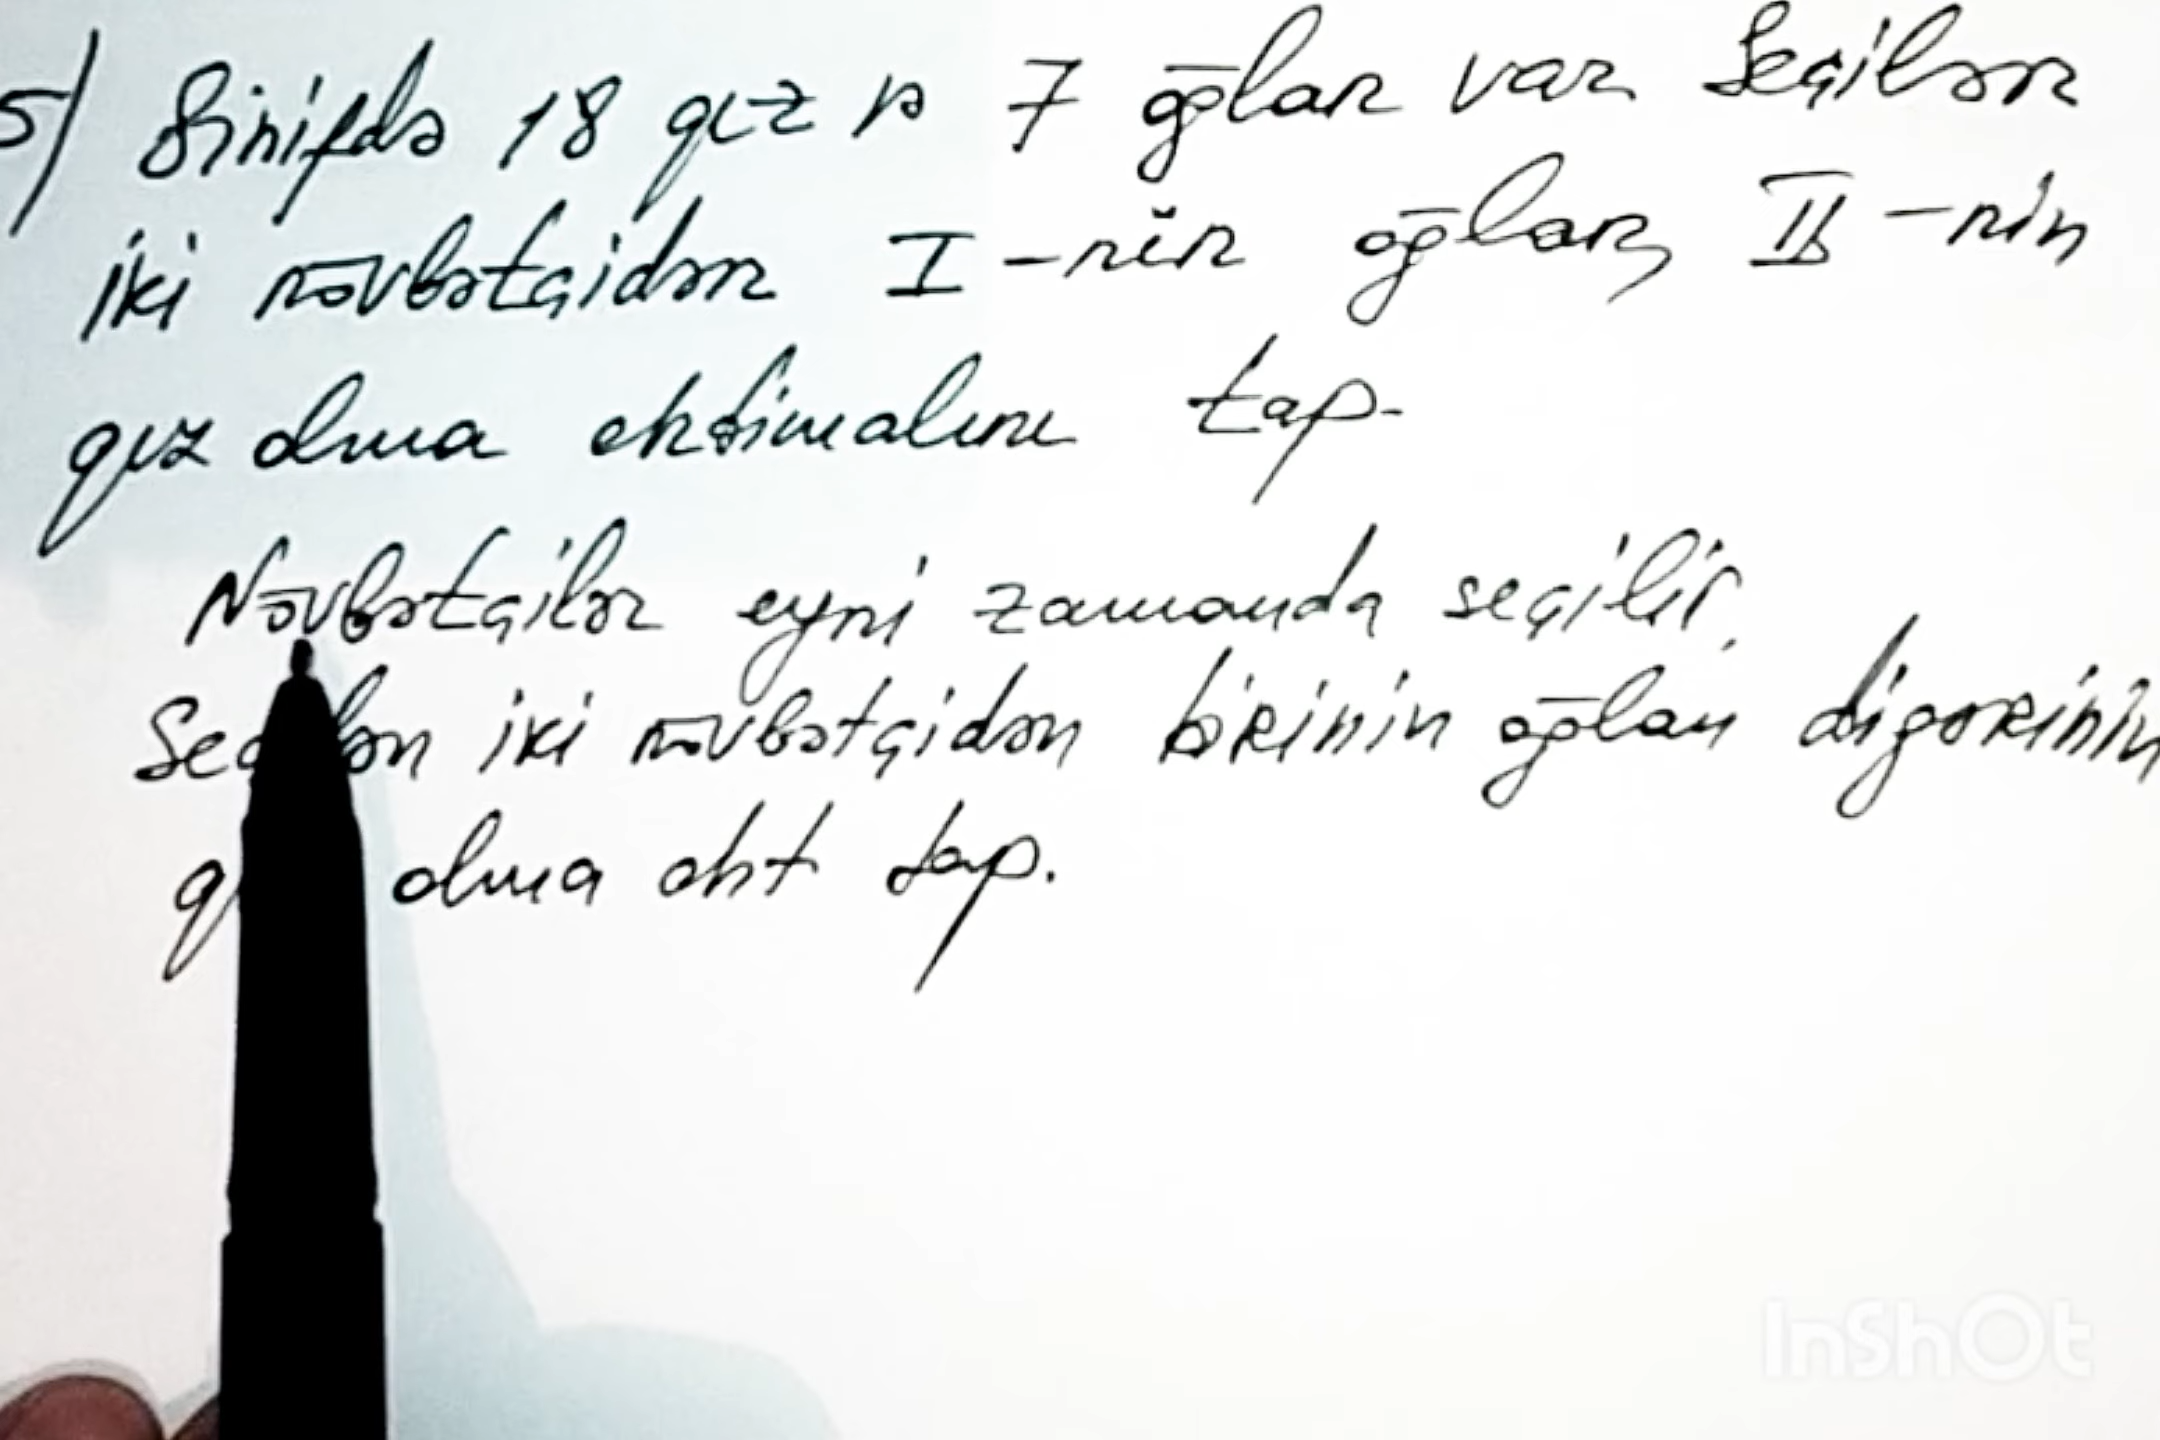 5) Sinifdə 18 qız və 7 oğlan var Seçilən
iki növbətçidən I-nin oğlan, II-nin
qız olma ehtimalını tap.
Növbətçilər eyni zamanda seçilir.
Seçilən iki növbətçidən birinin oğlan digərinin
olma eht tap.
InShOt